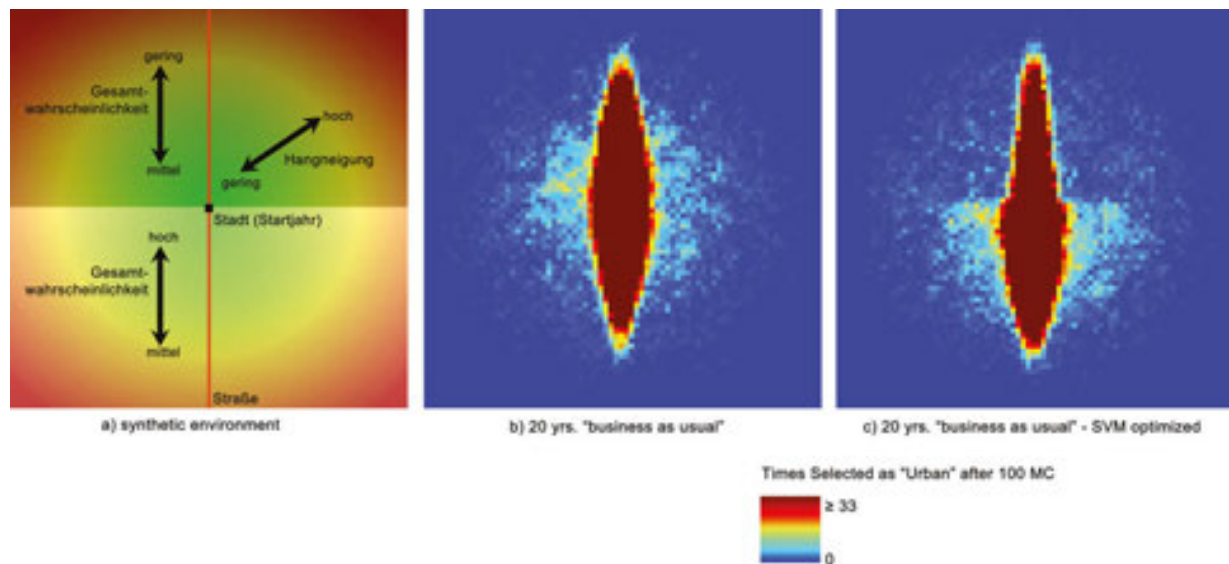 gering
Gesamt-
wahrscheinlichkeit
mittel
hoch
Hangneigung
gering
Stadt (Startjahr)
hoch
Gesamt-
wahrscheinlichkeit
mittel
Straße
a) synthetic environment
b) 20 yrs. "business as usual"
c) 20 yrs. "business as usual" - SVM optimized
Times Selected as "Urban" after 100 MC
≥ 33
0